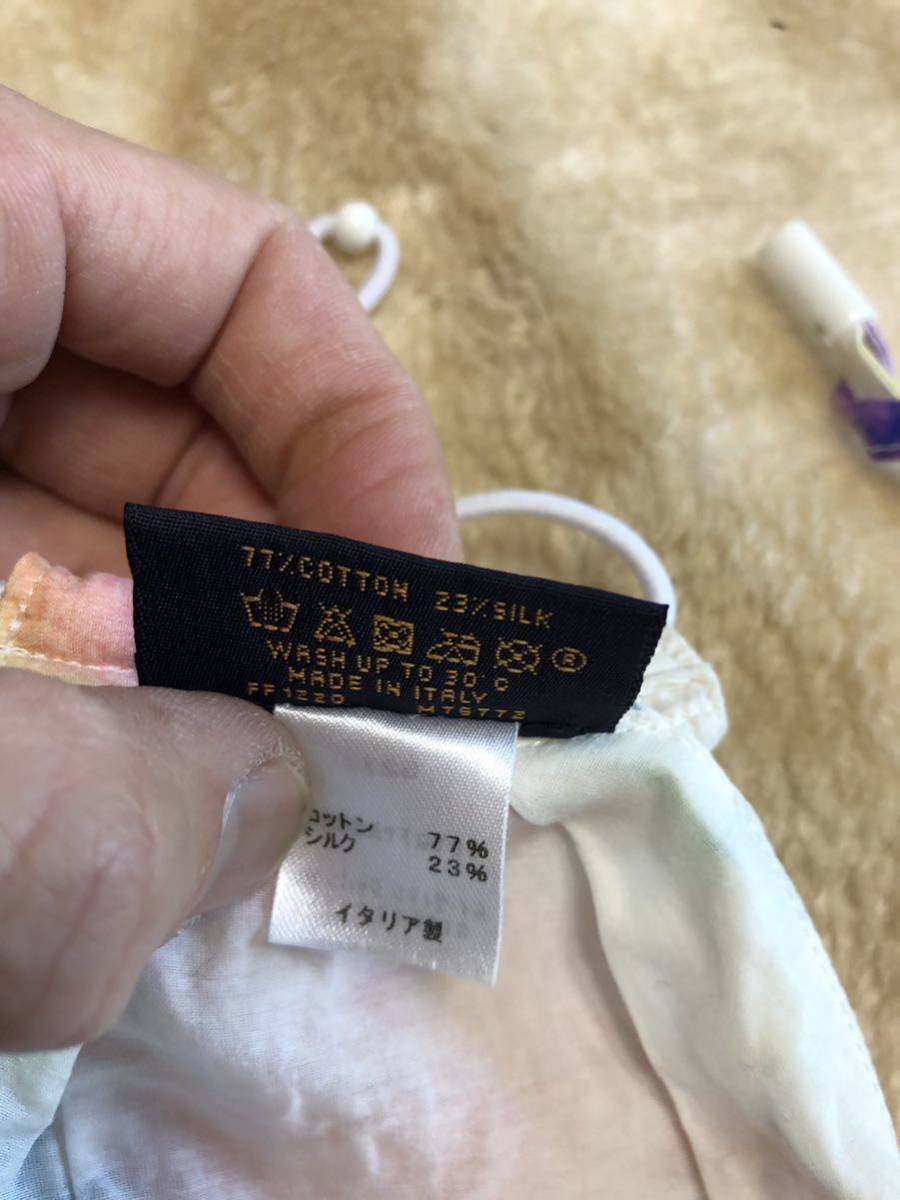 77%COTTON 23%SILK
®
WASH UP TO 30°C
MADE IN ITALY
FF1220
コットン 77%
シルク 23%
イタリア製